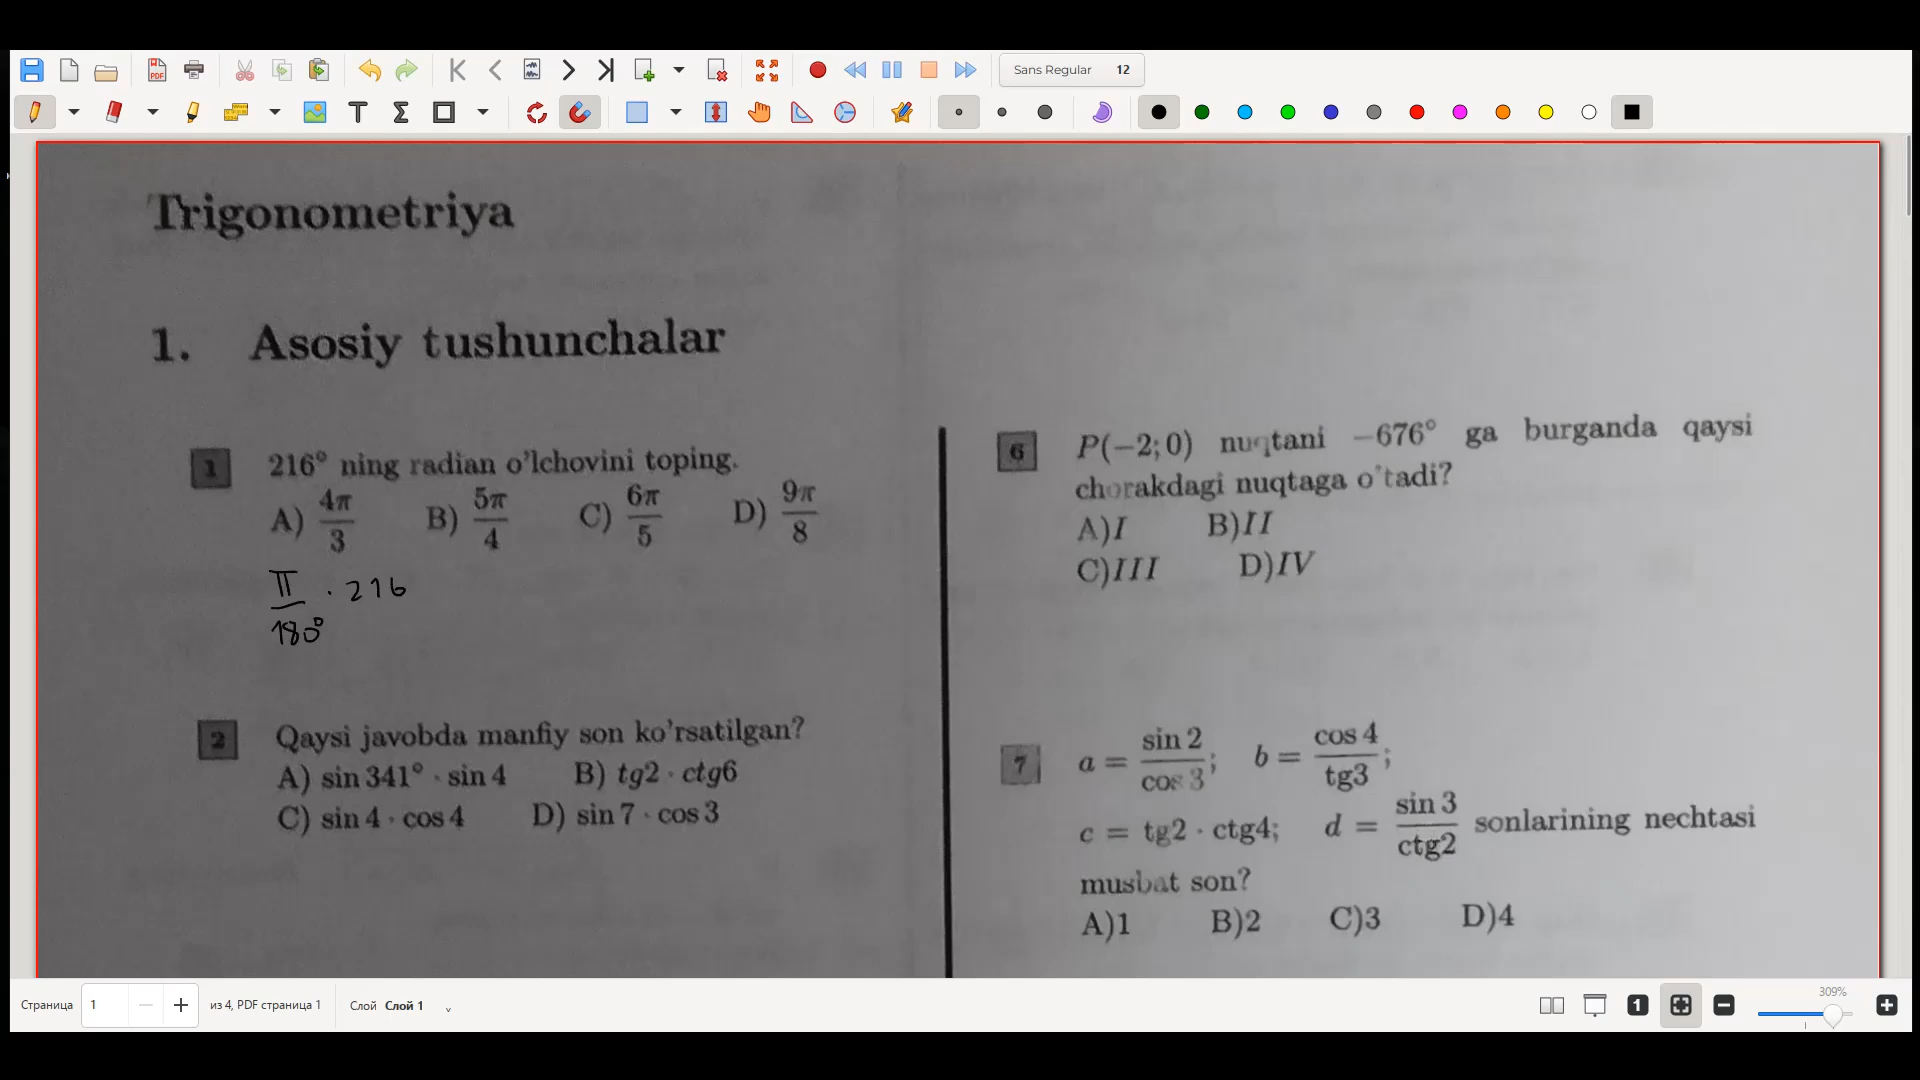 Sans Regular 12
Trigonometriya
1. Asosiy tushunchalar
1 216° ning radian o'lchovini toping.
A) 4π/3 B) 5π/4 C) 6π/5 D) 9π/8
π/180° · 216
2 Qaysi javobda manfiy son ko'rsatilgan?
A) sin 341° · sin 4 B) tg2 · ctg6
C) sin 4 · cos 4 D) sin 7 · cos 3
6 P(−2; 0) nuqtani −676° ga burganda qaysi
chorakdagi nuqtaga o'tadi?
A)I B)II
C)III D)IV
7 a = sin 2/cos 3; b = cos 4/tg3;
c = tg2 · ctg4; d = sin 3/ctg2 sonlarining nechtasi
musbat son?
A)1 B)2 C)3 D)4
Страница 1 из 4, PDF страница 1 Слой Слой 1
309%